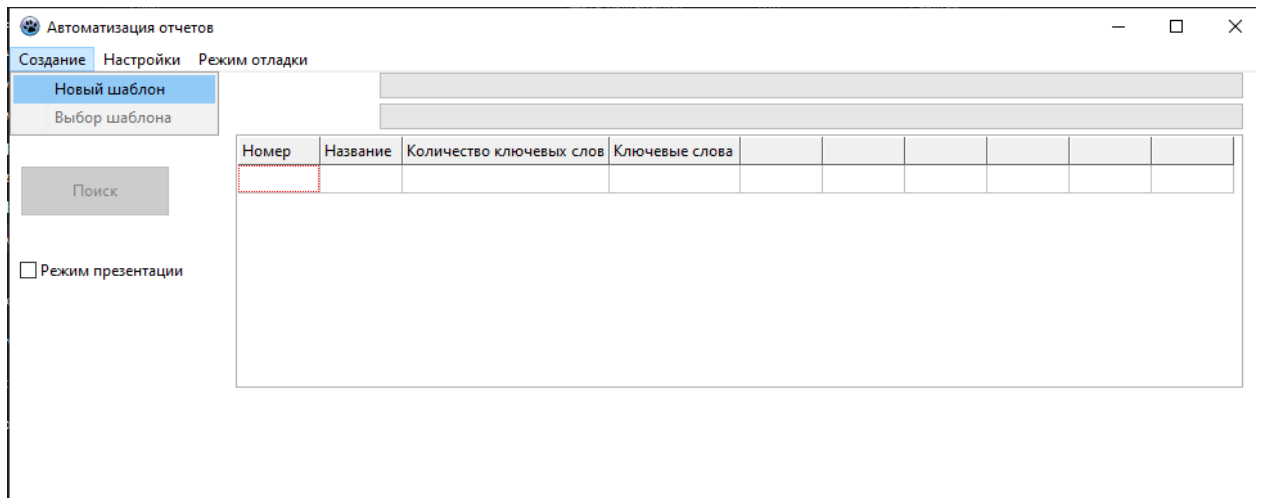 Автоматизация отчетов
Создание Настройки Режим отладки
Новый шаблон
Выбор шаблона
Номер Название Количество ключевых слов Ключевые слова
Поиск
Режим презентации